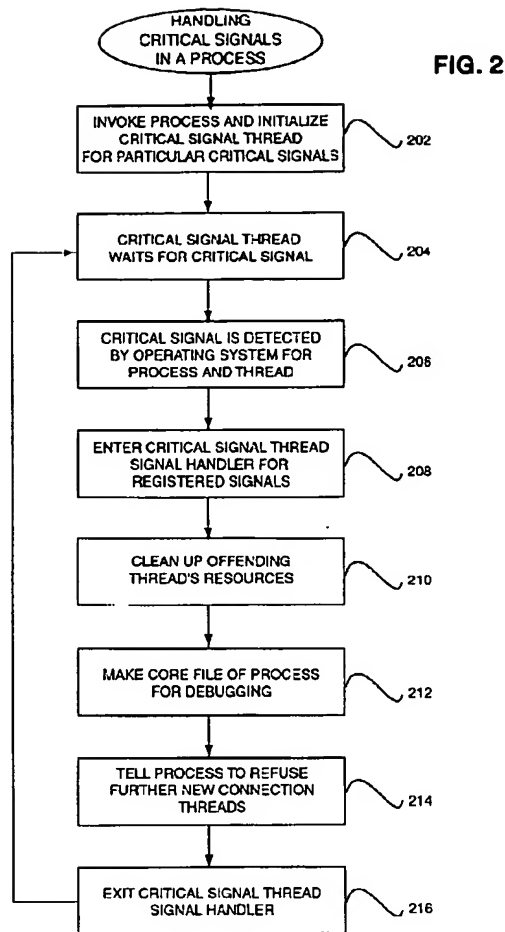 HANDLING
CRITICAL SIGNALS
IN A PROCESS
FIG. 2
INVOKE PROCESS AND INITIALIZE
CRITICAL SIGNAL THREAD
FOR PARTICULAR CRITICAL SIGNALS
202
CRITICAL SIGNAL THREAD
WAITS FOR CRITICAL SIGNAL
204
CRITICAL SIGNAL IS DETECTED
BY OPERATING SYSTEM FOR
PROCESS AND THREAD
206
ENTER CRITICAL SIGNAL THREAD
SIGNAL HANDLER FOR
REGISTERED SIGNALS
208
CLEAN UP OFFENDING
THREAD'S RESOURCES
210
MAKE CORE FILE OF PROCESS
FOR DEBUGGING
212
TELL PROCESS TO REFUSE
FURTHER NEW CONNECTION
THREADS
214
EXIT CRITICAL SIGNAL THREAD
SIGNAL HANDLER
216